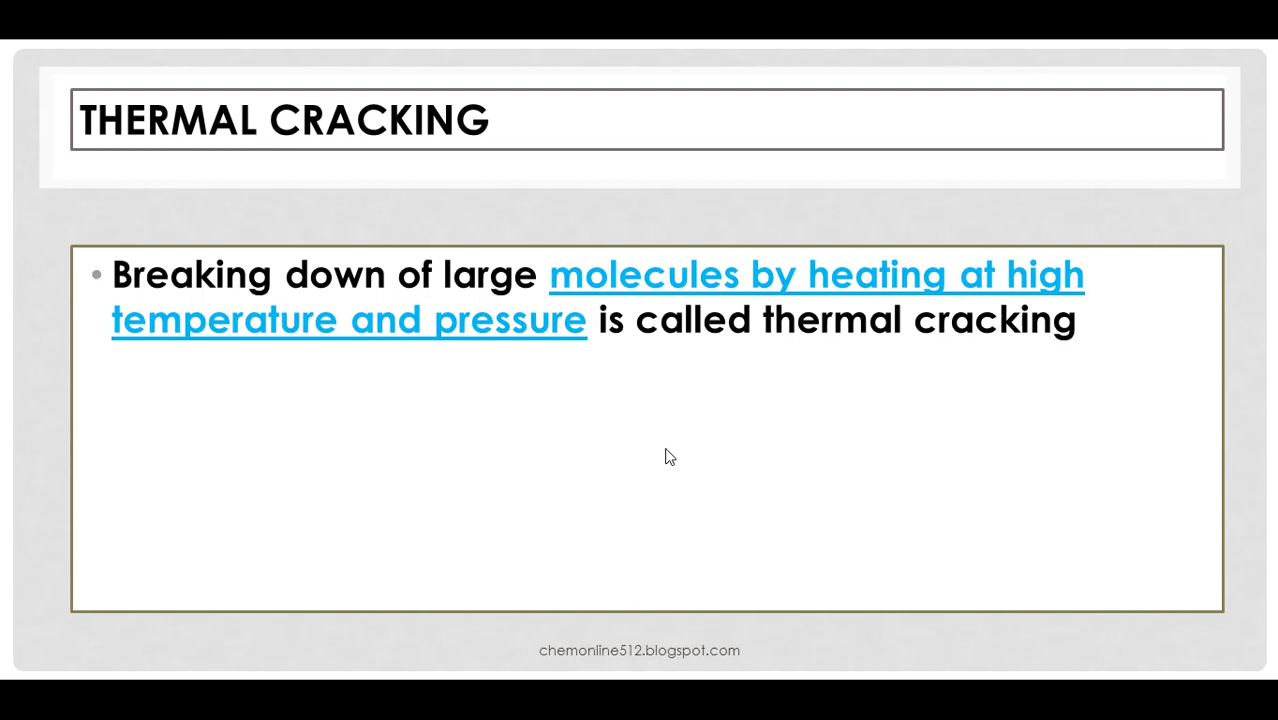 THERMAL CRACKING
• Breaking down of large molecules by heating at high
temperature and pressure is called thermal cracking
chemonline512.blogspot.com